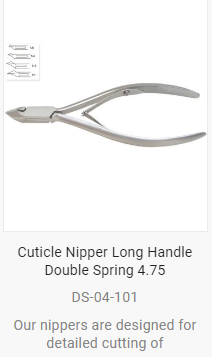 Cuticle Nipper Long Handle
Double Spring 4.75
DS-04-101
Our nippers are designed for
detailed cutting of